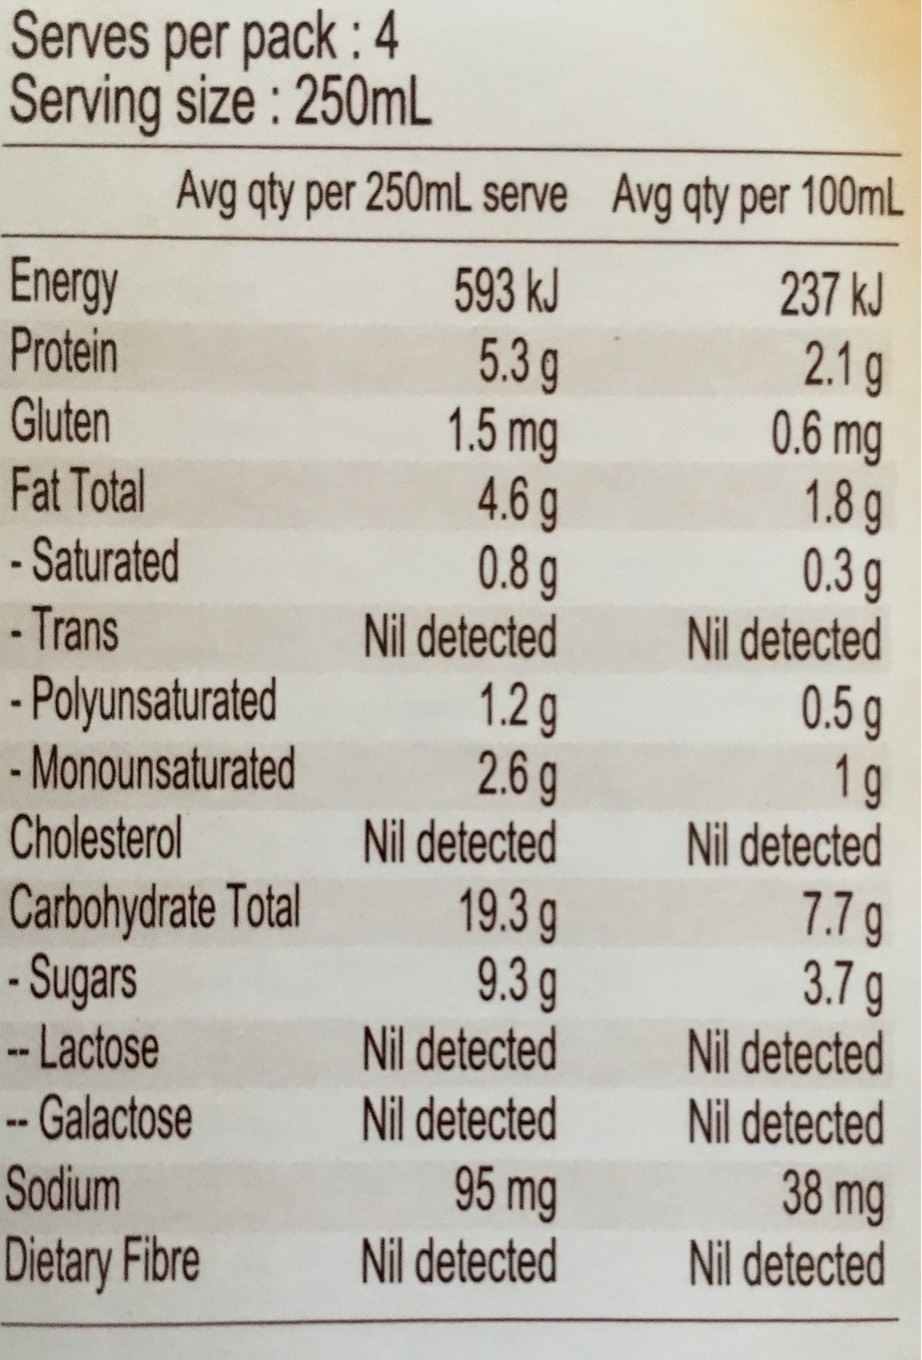 Serves per pack : 4
Serving size : 250mL
Avg qty per 250mL serve Avg qty per 100mL
Energy 593 kJ 237 kJ
Protein 5.3 g 2.1 g
Gluten 1.5 mg 0.6 mg
Fat Total 4.6 g 1.8 g
- Saturated 0.8 g 0.3 g
- Trans Nil detected Nil detected
- Polyunsaturated 1.2 g 0.5 g
- Monounsaturated 2.6 g 1 g
Cholesterol Nil detected Nil detected
Carbohydrate Total 19.3 g 7.7 g
- Sugars 9.3 g 3.7 g
-- Lactose Nil detected Nil detected
-- Galactose Nil detected Nil detected
Sodium 95 mg 38 mg
Dietary Fibre Nil detected Nil detected